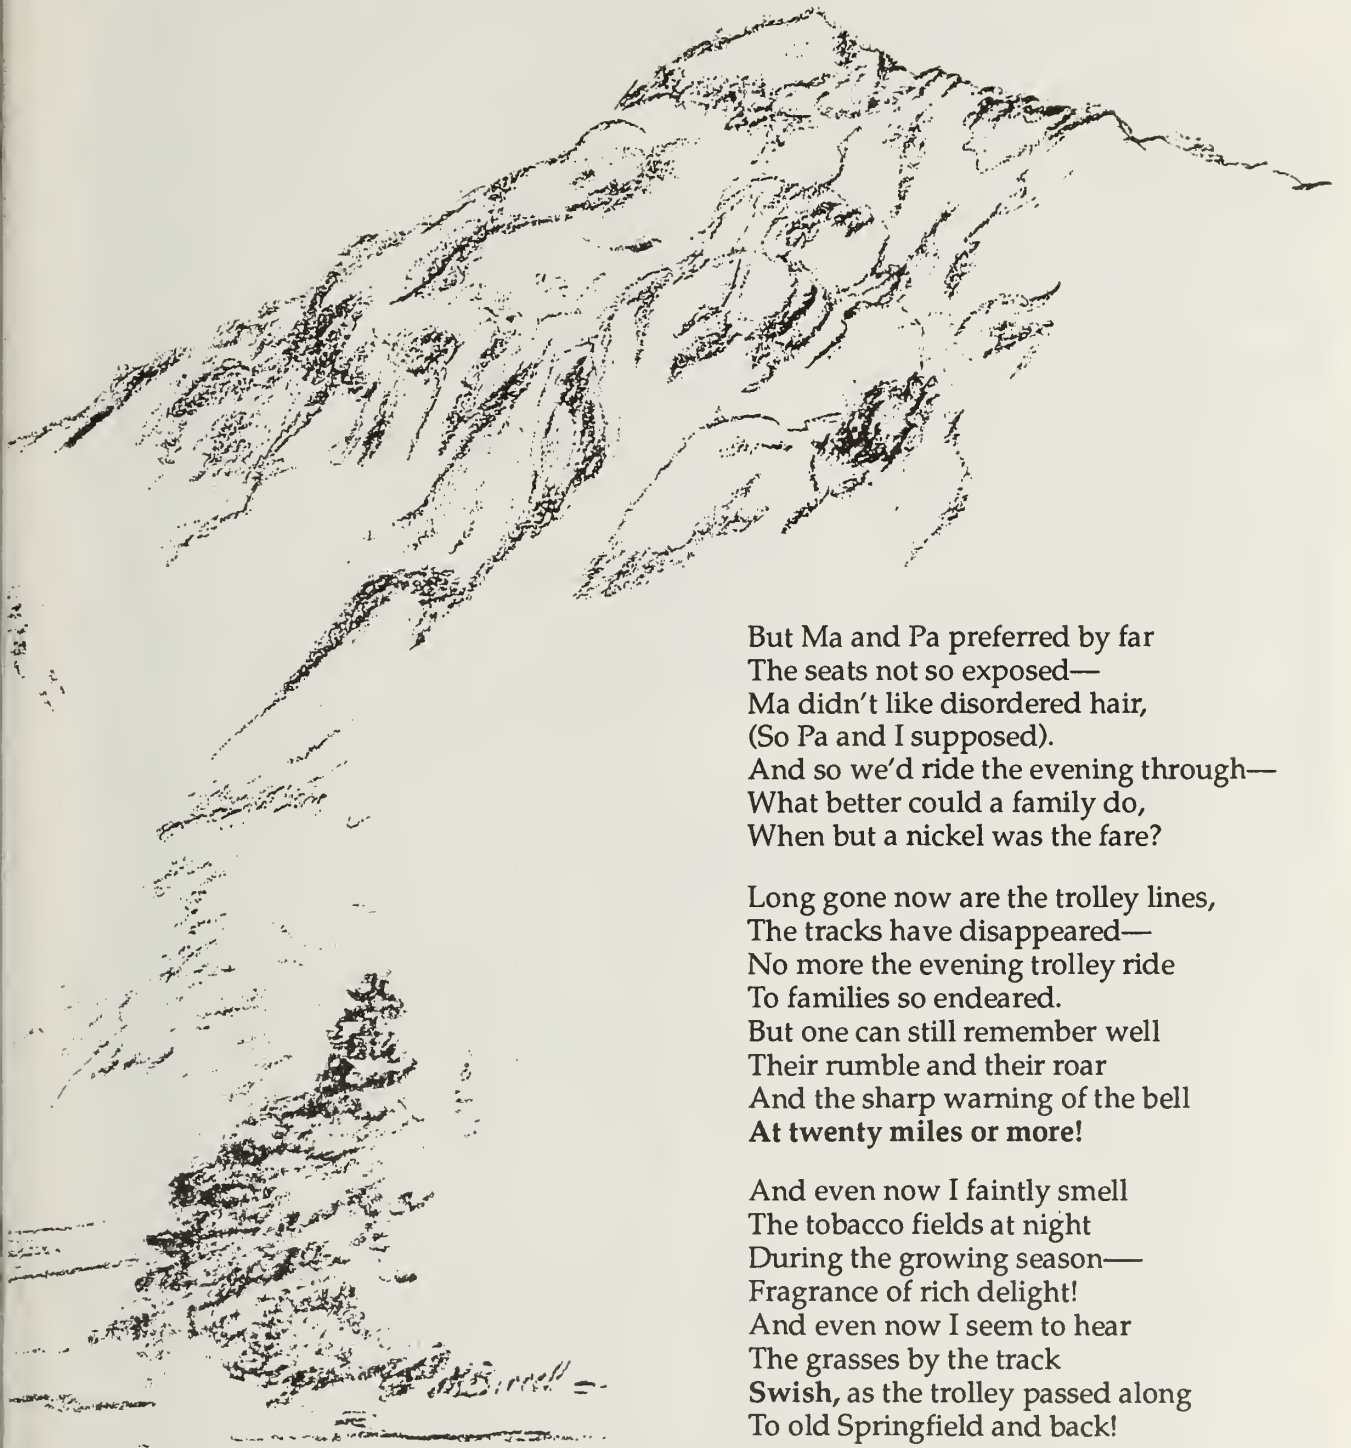 But Ma and Pa preferred by far
The seats not so exposed—
Ma didn't like disordered hair,
(So Pa and I supposed).
And so we'd ride the evening through—
What better could a family do,
When but a nickel was the fare?

Long gone now are the trolley lines,
The tracks have disappeared—
No more the evening trolley ride
To families so endeared.
But one can still remember well
Their rumble and their roar
And the sharp warning of the bell
At twenty miles or more!

And even now I faintly smell
The tobacco fields at night
During the growing season—
Fragrance of rich delight!
And even now I seem to hear
The grasses by the track
Swish, as the trolley passed along
To old Springfield and back!